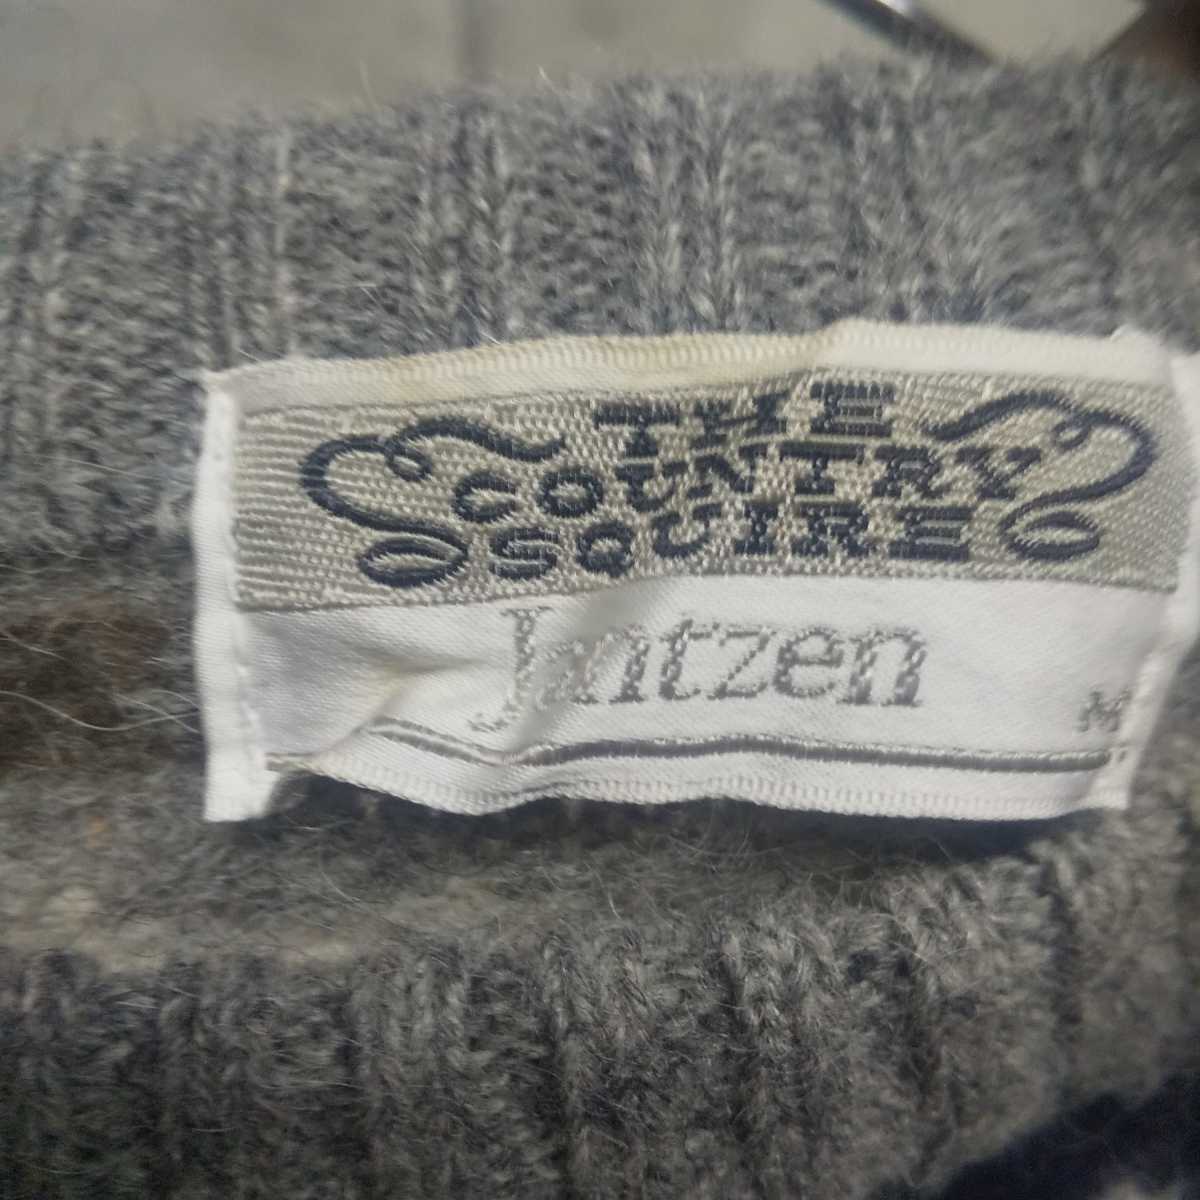 THE
COUNTRY
SQUIRE
Jantzen
M